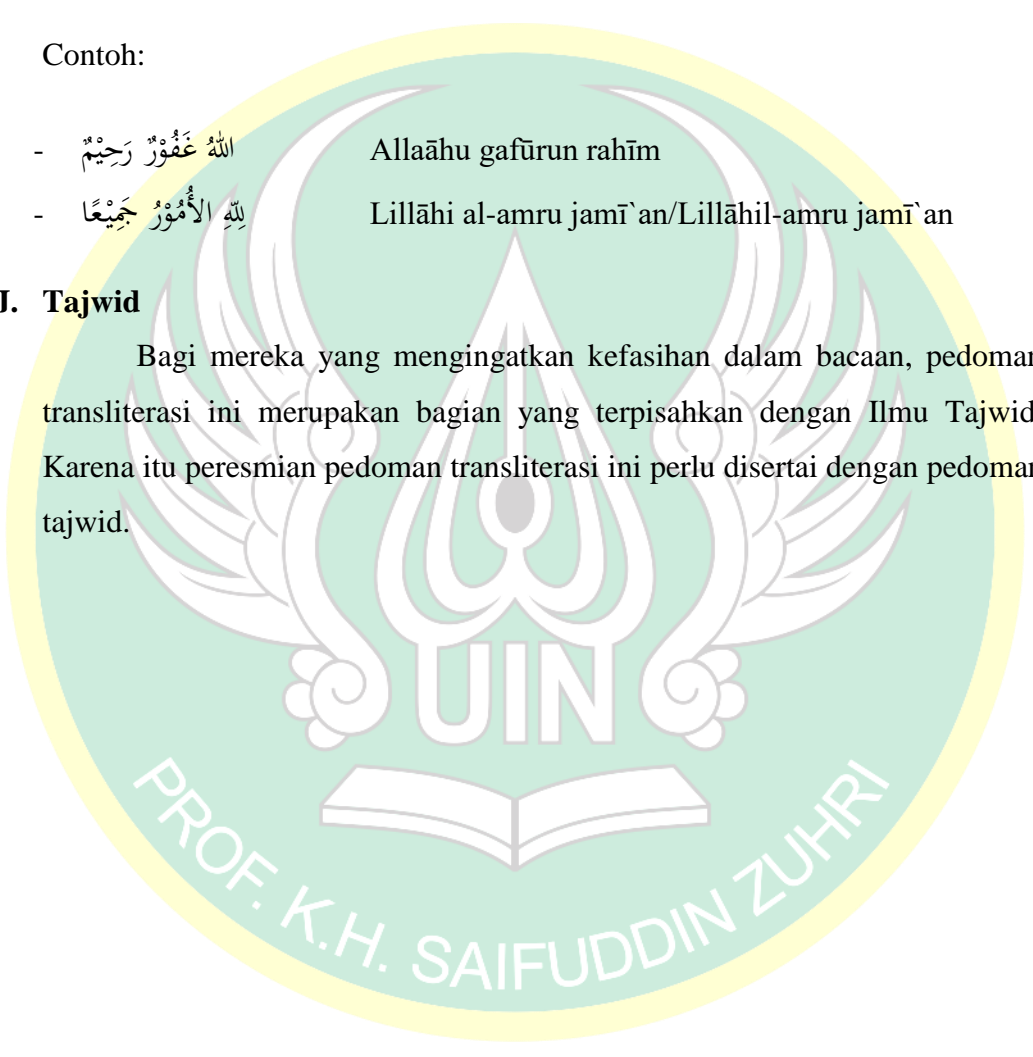 Contoh:
- اللهُ غَفُوْرٌ رَحِيْمٌ Allaāhu gafūrun rahīm
- لِلّهِ الأُمُوْرُ جَمِيْعًا Lillāhi al-amru jamī`an/Lillāhil-amru jamī`an
J. Tajwid
Bagi mereka yang mengingatkan kefasihan dalam bacaan, pedoman
transliterasi ini merupakan bagian yang terpisahkan dengan Ilmu Tajwid
Karena itu peresmian pedoman transliterasi ini perlu disertai dengan pedoman
tajwid.
UIN
PROF. K.H. SAIFUDDIN ZUHRI